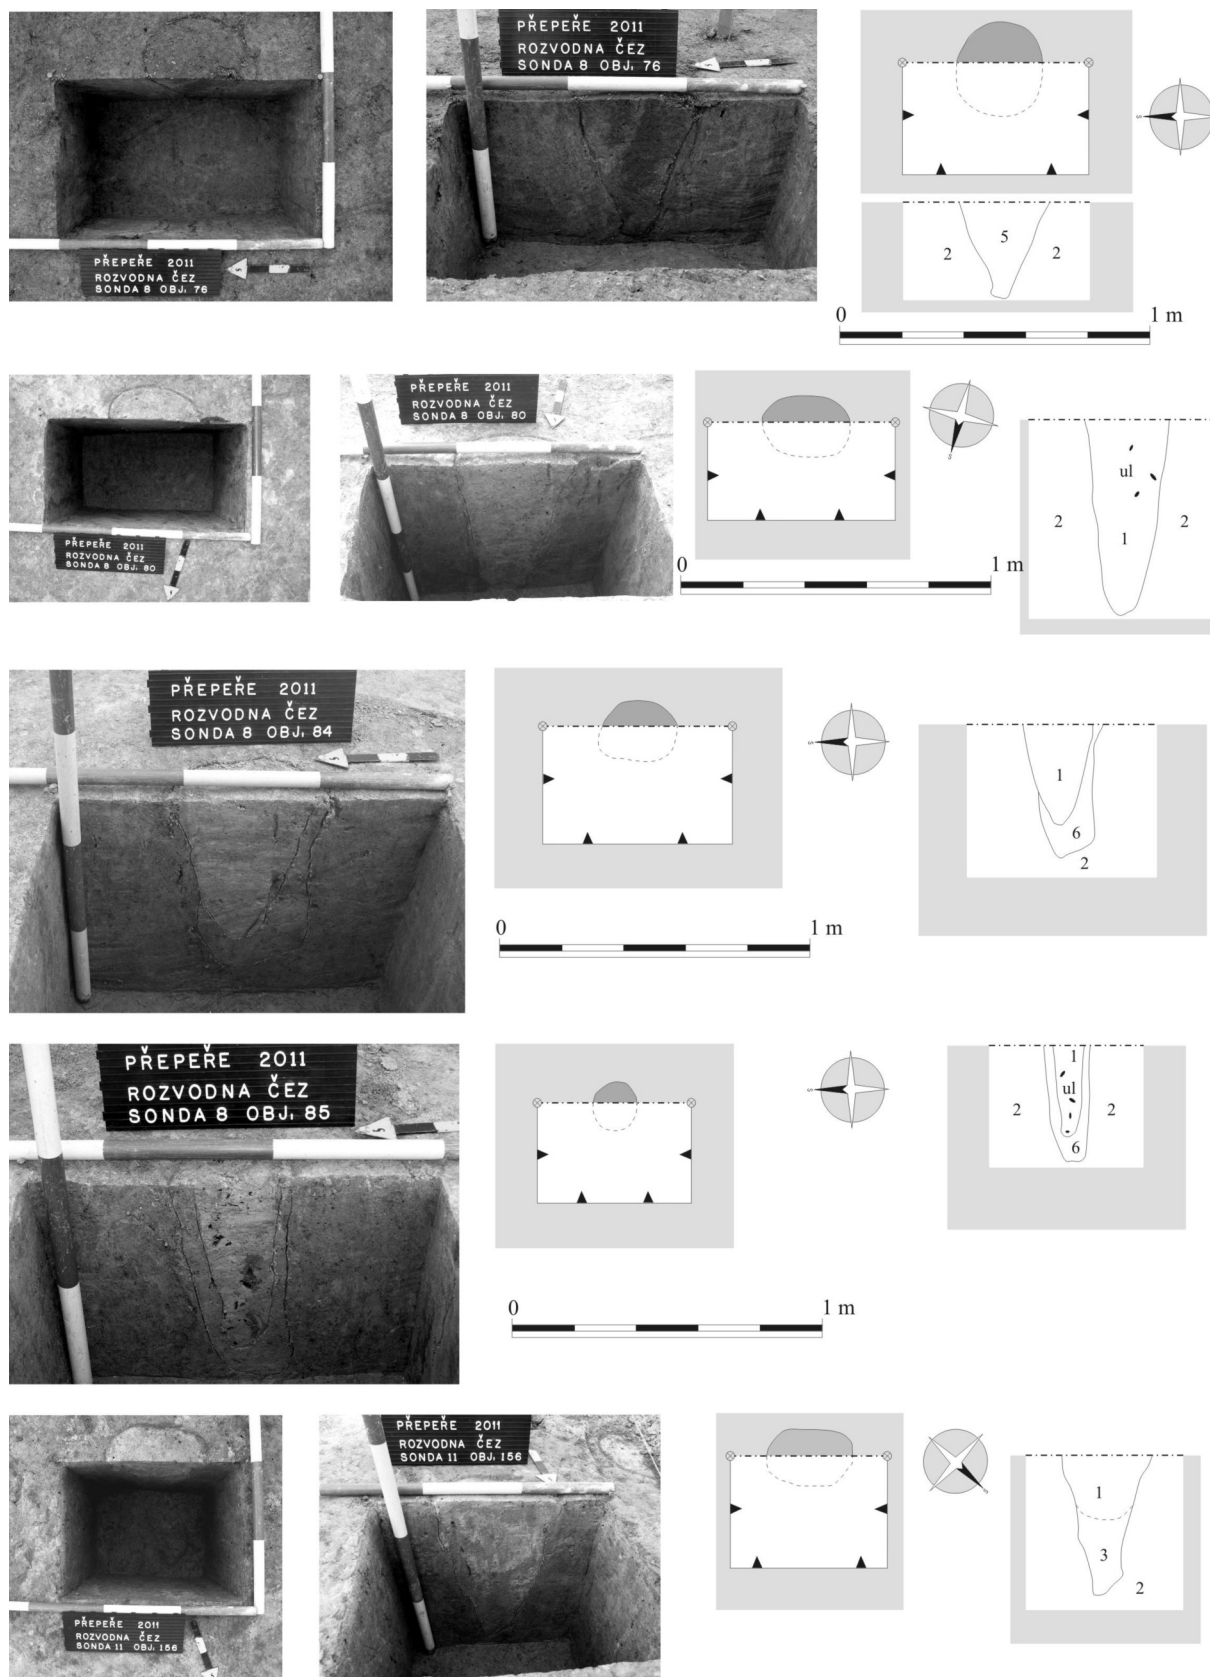 PŘEPEŘE 2011
ROZVODNA ČEZ
SONDA 8 OBJ. 76
S
PŘEPEŘE 2011
ROZVODNA ČEZ
SONDA 8 OBJ. 76
S
S
2 5 2
0 1 m
PŘEPEŘE 2011
ROZVODNA ČEZ
SONDA 8 OBJ. 80
PŘEPEŘE 2011
ROZVODNA ČEZ
SONDA 8 OBJ. 80
S
ul
2 1 2
0 1 m
PŘEPEŘE 2011
ROZVODNA ČEZ
SONDA 8 OBJ. 84
S
S
1
6
2
0 1 m
PŘEPEŘE 2011
ROZVODNA ČEZ
SONDA 8 OBJ. 85
S
S
1
ul
2 2
6
0 1 m
PŘEPEŘE 2011
ROZVODNA ČEZ
SONDA 11 OBJ. 156
S
PŘEPEŘE 2011
ROZVODNA ČEZ
SONDA 11 OBJ. 156
S
1
3
2